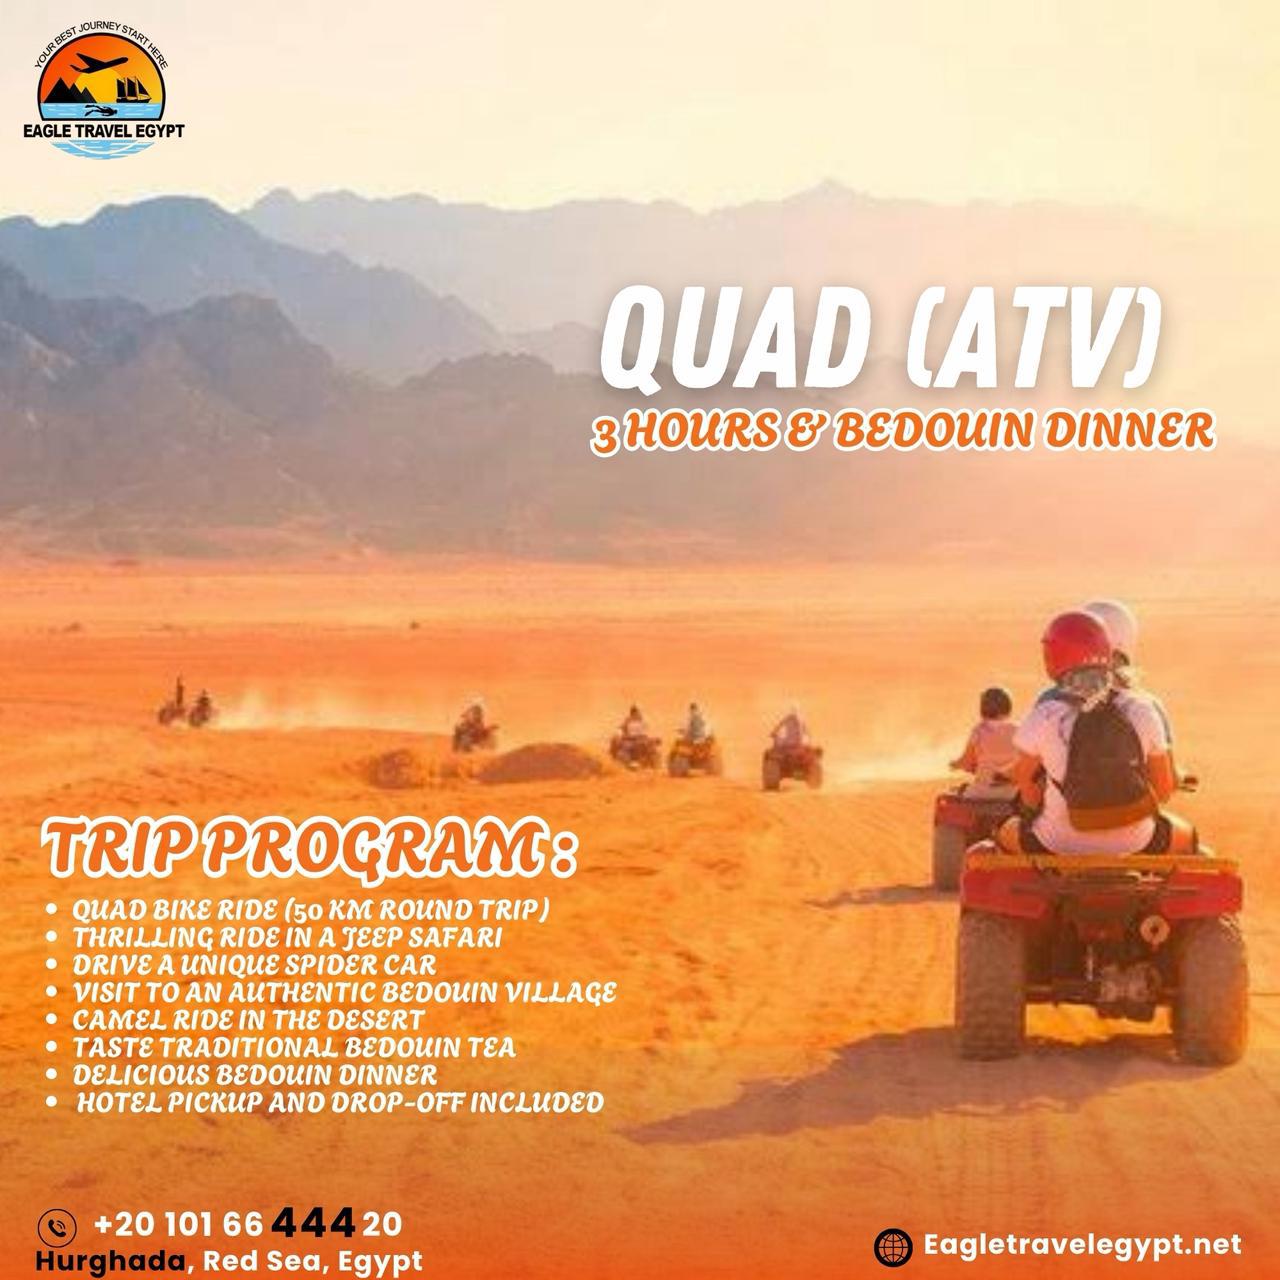 YOUR BEST JOURNEY START HERE
EAGLE TRAVEL EGYPT
QUAD (ATV)
3 HOURS & BEDOUIN DINNER
TRIP PROGRAM :
• QUAD BIKE RIDE (50 KM ROUND TRIP)
• THRILLING RIDE IN A JEEP SAFARI
• DRIVE A UNIQUE SPIDER CAR
• VISIT TO AN AUTHENTIC BEDOUIN VILLAGE
• CAMEL RIDE IN THE DESERT
• TASTE TRADITIONAL BEDOUIN TEA
• DELICIOUS BEDOUIN DINNER
• HOTEL PICKUP AND DROP-OFF INCLUDED
+20 101 66 444 20
Hurghada, Red Sea, Egypt
Eagletravelegypt.net